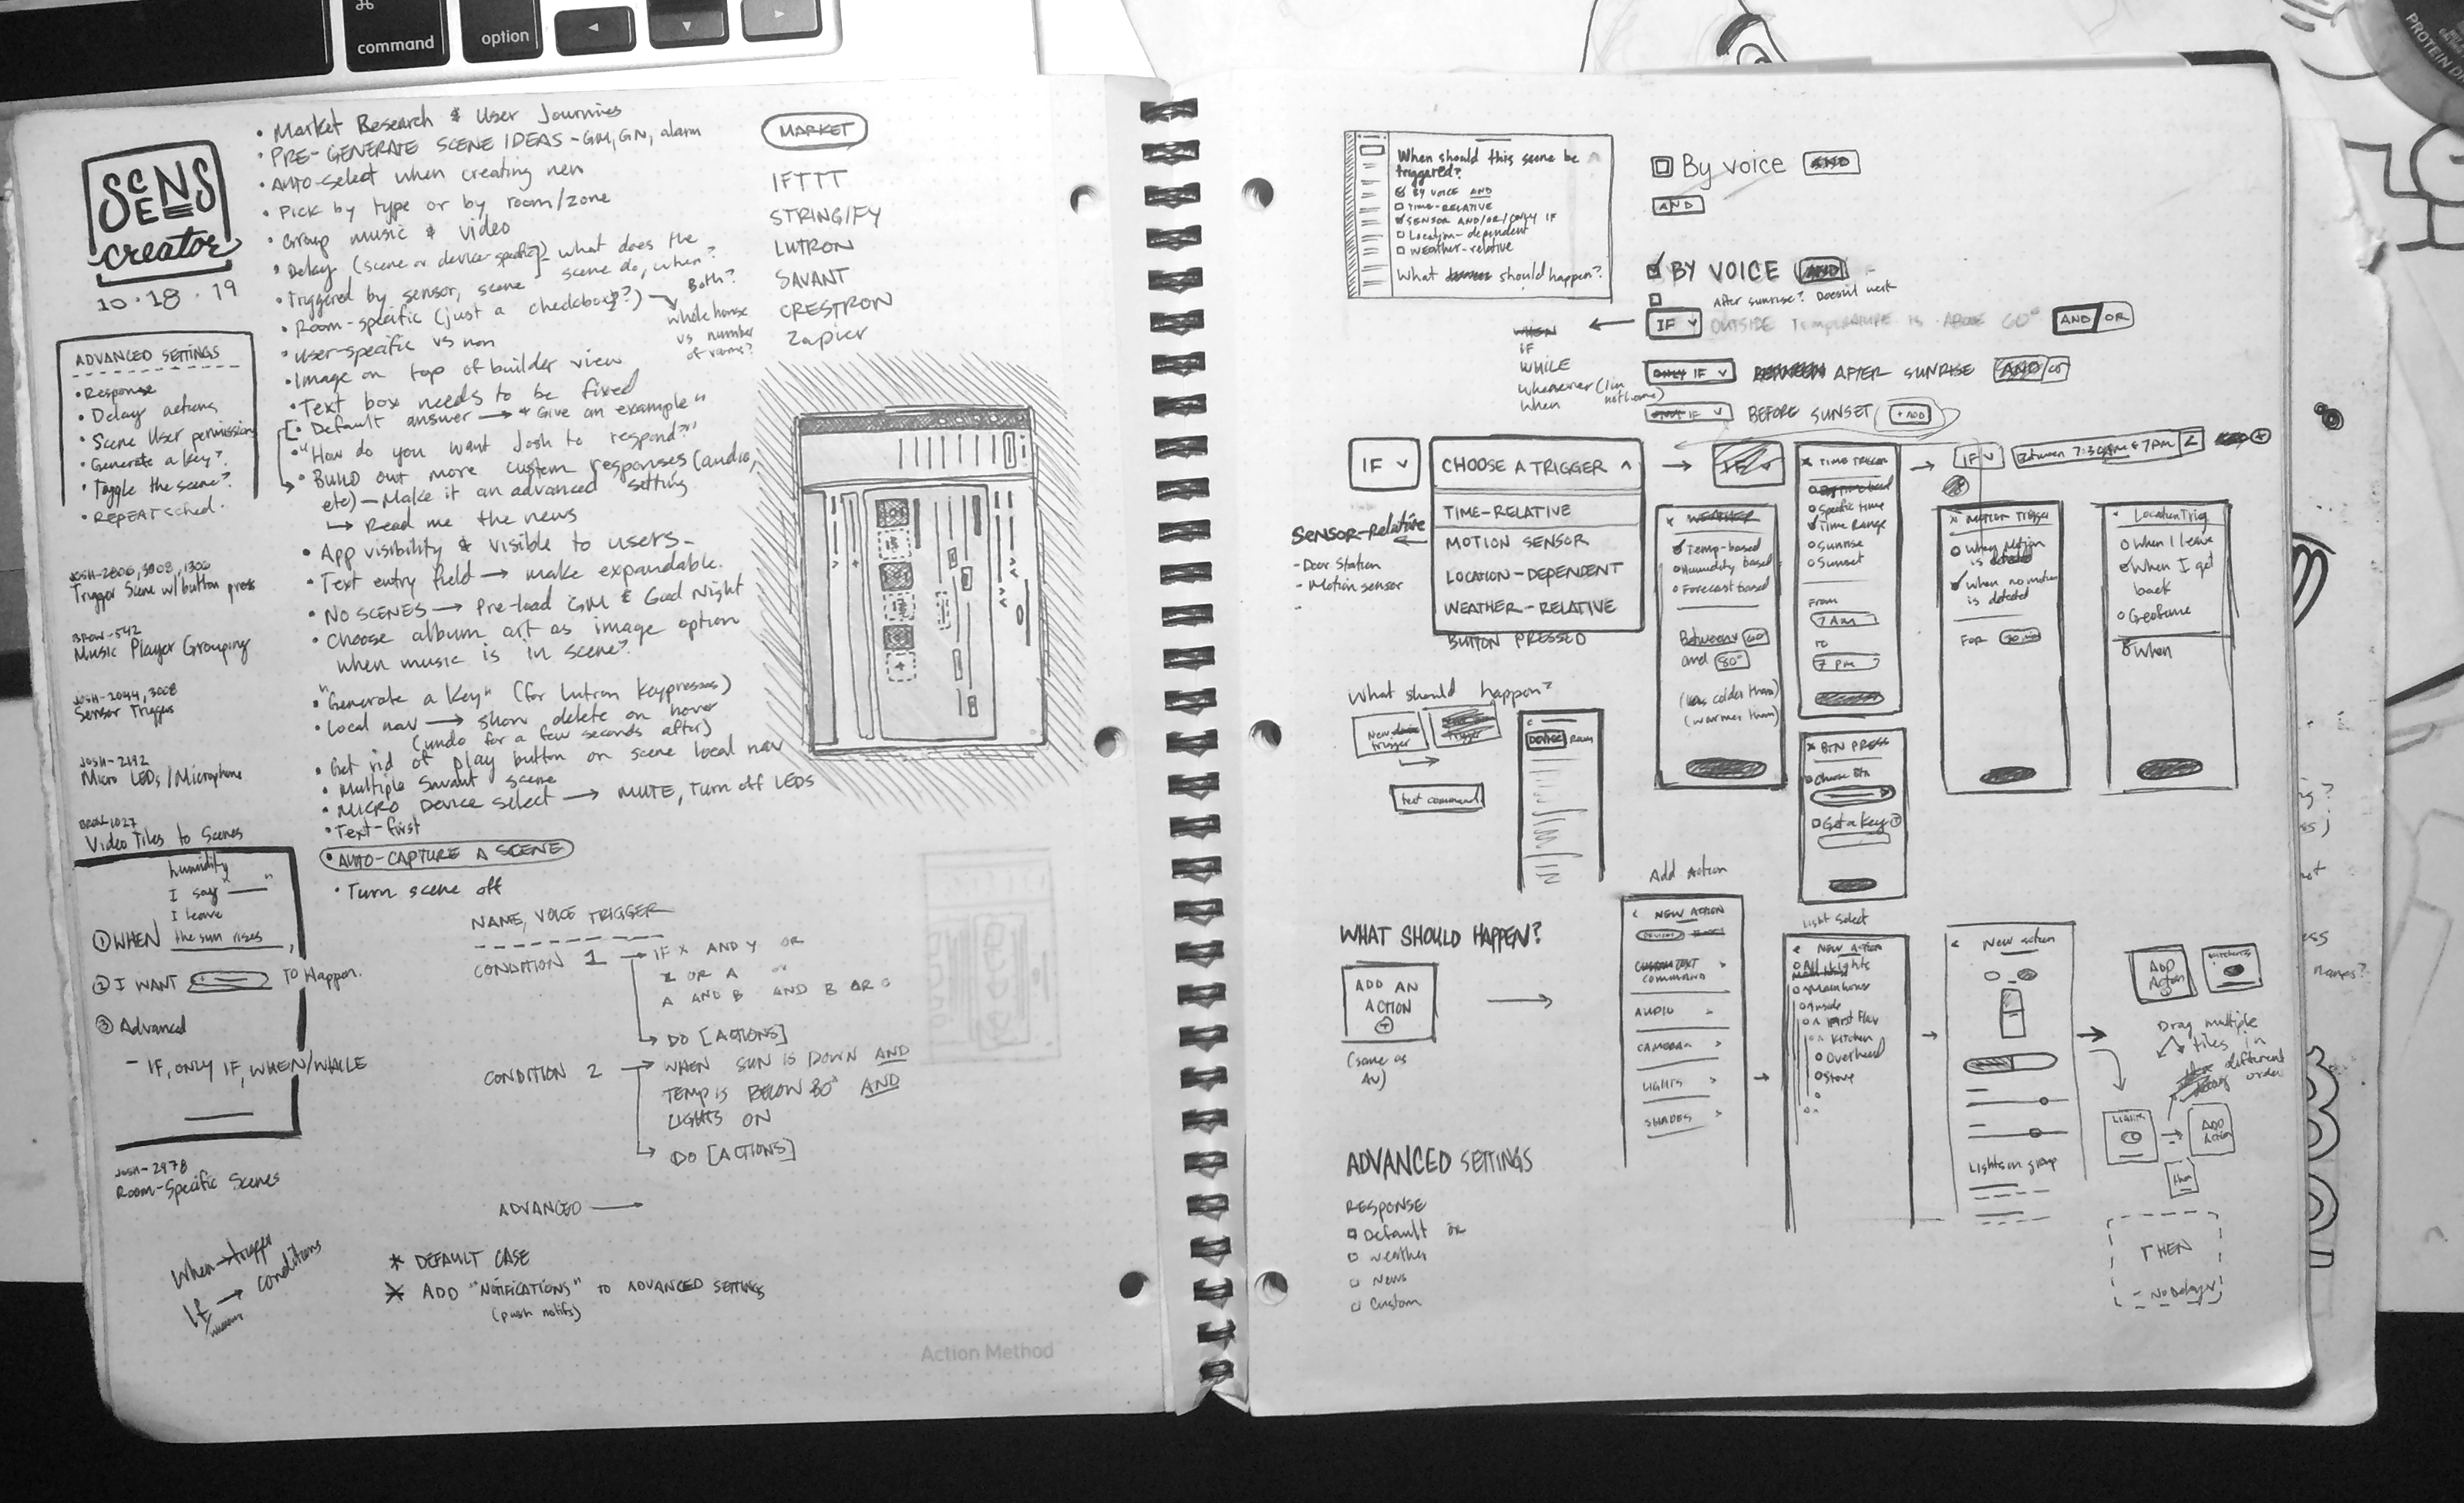 command
option
SCENES
creator
10·18·19
ADVANCED SETTINGS
• Response
• Delay actions
• Scene User permission
• Generate a key?
• Toggle the scene?
• REPEAT sched.
JOSH-2806, 3008, 1306
Trigger Scene w/ button press
BROW-542
Music Player Grouping
JOSH-2044, 3008
Sensor Triggers
JOSH-2142
Micro LEDs/Microphone
BROW-1027
Video Tiles to Scenes
humidity
I say "____"
I leave
① WHEN the sun rises,
② I WANT TO Happen.
③ Advanced
- IF, ONLY IF, WHEN/WHILE
JOSH-2978
Room-Specific Scenes
When → trigger
If → conditions
• Market Research & User Journies
• PRE-GENERATE SCENE IDEAS - GM, GN, alarm
• AUTO-select when creating new
• Pick by type or by room/zone
• Group music & video
• Delay (scene or device-specific) - what does the
scene do, when?
• Triggered by sensor, scene
• Room-specific (just a checkbox?) → Both?
whole house
vs number
of rooms?
• User-specific vs non
• Image on top of builder view
• Text box needs to be fixed
• Default answer → "Give an example"
• "How do you want Josh to respond?"
• BUILD out more custom responses (audio,
etc) - Make it an advanced setting
↳ Read me the news
• App visibility & visible to users-
• Text entry field → make expandable.
• NO SCENES → Pre-load GM & Good Night
• Choose album art as image option
when music is in scene?
• "Generate a Key" (for Lutron keypresses)
• Local nav → show delete on hover
(undo for a few seconds after)
• Get rid of play button on scene local nav
• Multiple Savant scene
• MICRO Device select → MUTE, Turn off LEDs
• Text-first
• AUTO-CAPTURE A SCENE
• Turn scene off
MARKET
IFTTT
STRINGIFY
LUTRON
SAVANT
CRESTRON
Zapier
NAME, VOICE TRIGGER
CONDITION 1 → IF X AND Y OR
X OR A
A AND B AND B OR C
↳ DO [ACTIONS]
CONDITION 2 → WHEN SUN IS DOWN AND
TEMP IS BELOW 80° AND
LIGHTS ON
↳ DO [ACTIONS]
ADVANCED →
* DEFAULT CASE
* ADD "NOTIFICATIONS" TO ADVANCED SETTINGS
(push notifs)
Action Method
When should this scene be
triggered?
BY VOICE AND
TIME-RELATIVE
SENSOR AND/OR/ONLY IF
Location-dependent
Weather-relative
What should happen?
By voice AND
AND
BY VOICE AND
After sunrise? Doesn't work
IF OUTSIDE TEMPERATURE IS ABOVE 60° AND OR
ONLY IF BETWEEN AFTER SUNRISE AND or
ONLY IF BEFORE SUNSET + ADD
WHEN
IF
WHILE
Whenever (I'm
not home)
When
IF
CHOOSE A TRIGGER
TIME-RELATIVE
MOTION SENSOR
LOCATION-DEPENDENT
WEATHER-RELATIVE
BUTTON PRESSED
SENSOR-Relative
- Door Station
- Motion sensor
IF
× WEATHER
Temp-based
Humidity based
Forecast based
Between 60°
and 80°
(less colder than)
(warmer than)
× TIME TRIGGER
Specific time
Time Range
Sunrise
Sunset
From
7 AM
TO
7 PM
IF
Between 7:30AM & 7PM
× Motion Trigger
When Motion
is detected
When no motion
is detected
FOR
Location Trig
When I leave
When I get
back
Geofence
When
× BTN PRESS
Choose Btn
Get a Key
What should happen?
New trigger
trigger
text command
DEVICE Room
WHAT SHOULD HAPPEN?
ADD AN
ACTION
(same as
AV)
Add Action
< NEW ACTION
CUSTOM TEXT
COMMAND >
AUDIO >
CAMERA >
LIGHTS >
SHADES >
Light Select
< NEW ACTION
All Lights
Main house
Inside
First Floor
Kitchen
Overhead
Stove
< New action
Lights in group
ADD
Action
Drag multiple
tiles in
different
order
LIGHTS
ADD
Action
then
THEN
- No Delay
ADVANCED SETTINGS
RESPONSE
Default or
Weather
News
Custom
names?
PROTEIN